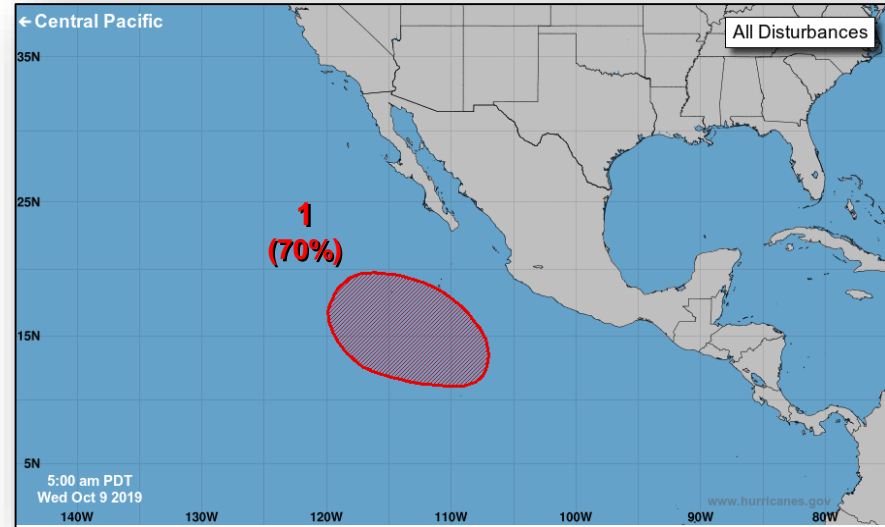 ←Central Pacific
All Disturbances
35N
25N
1
(70%)
15N
5N
5:00 am PDT
Wed Oct 9 2019
www.hurricanes.gov
140W 130W 120W 110W 100W 90W 80W